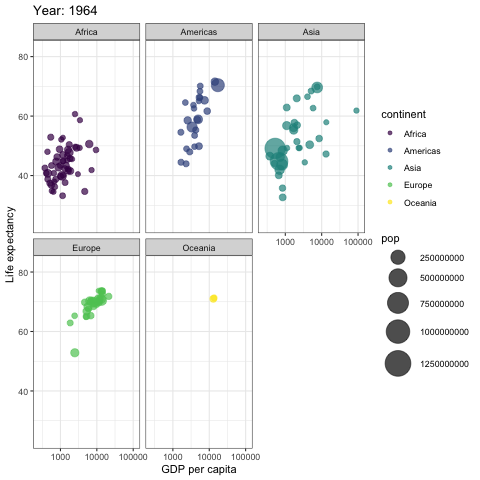 Year: 1964
Africa
Americas
Asia
80
60
40
1000
10000
100000
Europe
Oceania
80
60
40
1000
10000
100000
1000
10000
100000
Life expectancy
GDP per capita
continent
Africa
Americas
Asia
Europe
Oceania
pop
250000000
500000000
750000000
1000000000
1250000000